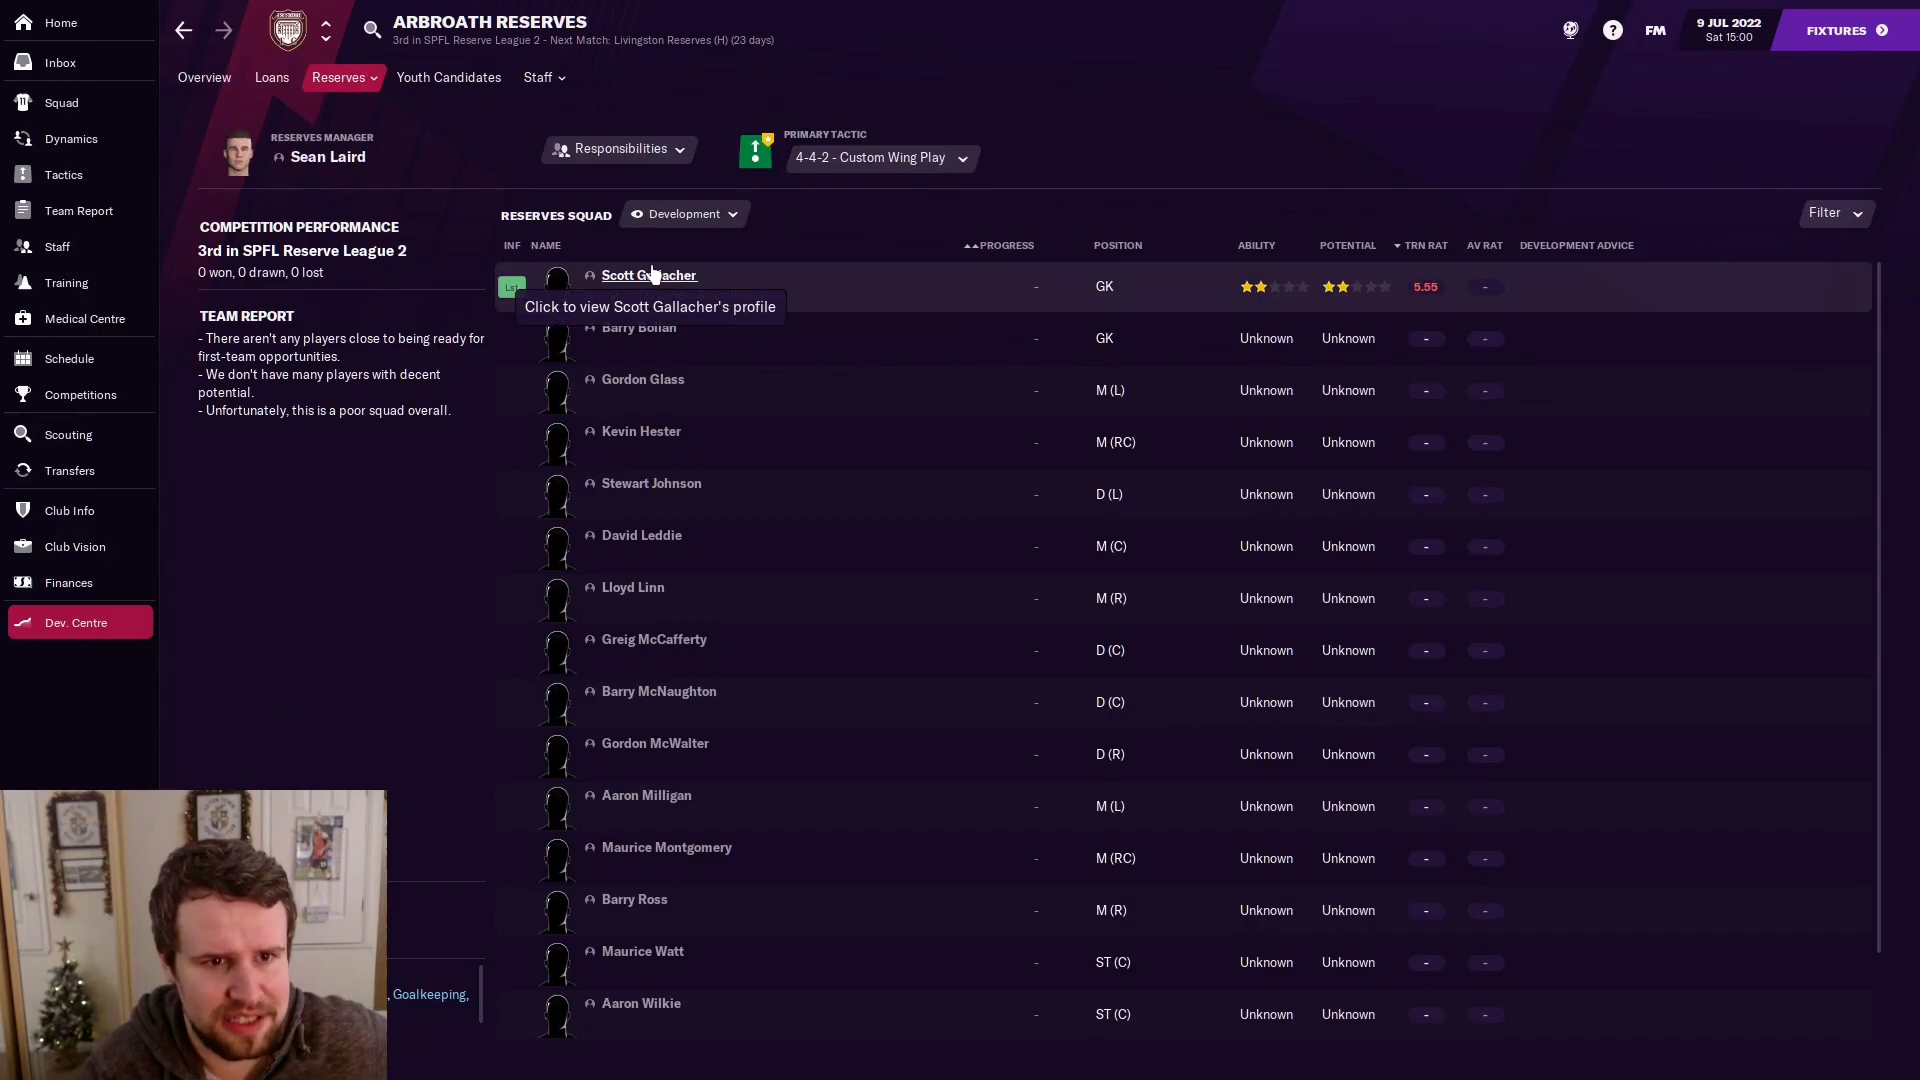 Home
Inbox
Squad
Dynamics
Tactics
Team Report
Staff
Training
Medical Centre
Schedule
Competitions
Scouting
Transfers
Club Info
Club Vision
Finances
Dev. Centre
ARBROATH RESERVES
3rd in SPFL Reserve League 2 - Next Match: Livingston Reserves (H) (23 days)
FM
9 JUL 2022
Sat 15:00
FIXTURES
Overview Loans Reserves Youth Candidates Staff
RESERVES MANAGER
Sean Laird
Responsibilities
PRIMARY TACTIC
4-4-2 - Custom Wing Play
COMPETITION PERFORMANCE
3rd in SPFL Reserve League 2
0 won, 0 drawn, 0 lost
TEAM REPORT
- There aren't any players close to being ready for
first-team opportunities.
- We don't have many players with decent
potential.
- Unfortunately, this is a poor squad overall.
, Goalkeeping,
RESERVES SQUAD Development Filter
INF NAME PROGRESS POSITION ABILITY POTENTIAL TRN RAT AV RAT DEVELOPMENT ADVICE
Lst Scott Gallacher - GK 5.55 -
Click to view Scott Gallacher's profile
- GK Unknown Unknown - -
Gordon Glass - M (L) Unknown Unknown - -
Kevin Hester - M (RC) Unknown Unknown - -
Stewart Johnson - D (L) Unknown Unknown - -
David Leddie - M (C) Unknown Unknown - -
Lloyd Linn - M (R) Unknown Unknown - -
Greig McCafferty - D (C) Unknown Unknown - -
Barry McNaughton - D (C) Unknown Unknown - -
Gordon McWalter - D (R) Unknown Unknown - -
Aaron Milligan - M (L) Unknown Unknown - -
Maurice Montgomery - M (RC) Unknown Unknown - -
Barry Ross - M (R) Unknown Unknown - -
Maurice Watt - ST (C) Unknown Unknown - -
Aaron Wilkie - ST (C) Unknown Unknown - -